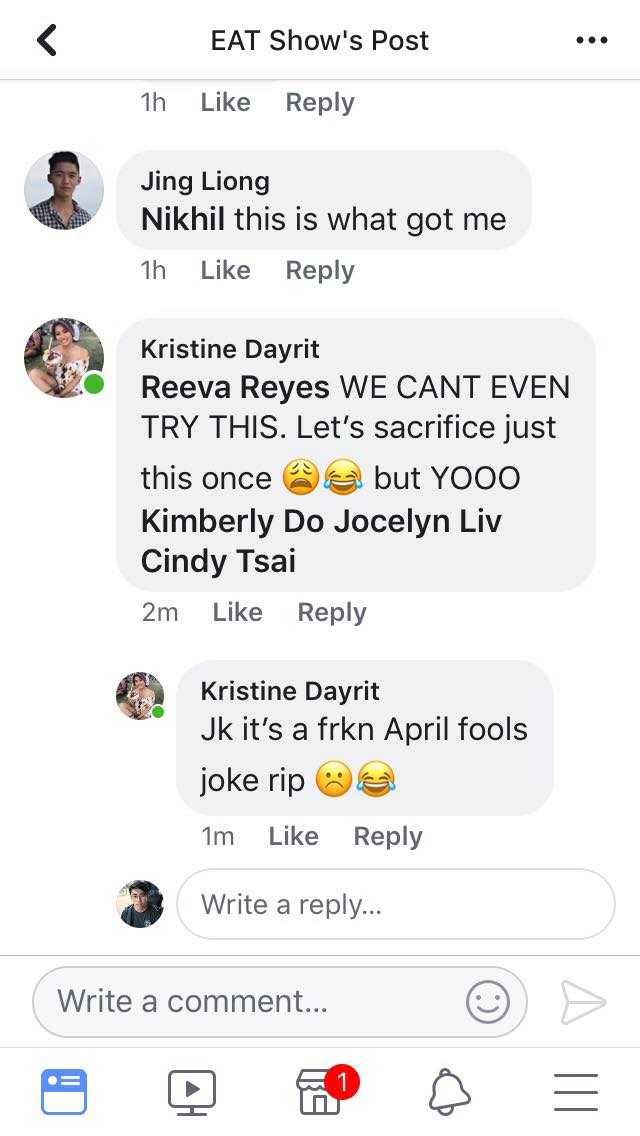 EAT Show's Post
1h Like Reply
Jing Liong
Nikhil this is what got me
1h Like Reply
Kristine Dayrit
Reeva Reyes WE CANT EVEN
TRY THIS. Let’s sacrifice just
this once 😩😂 but YOOO
Kimberly Do Jocelyn Liv
Cindy Tsai
2m Like Reply
Kristine Dayrit
Jk it’s a frkn April fools
joke rip ☹️😂
1m Like Reply
Write a reply...
Write a comment...
1